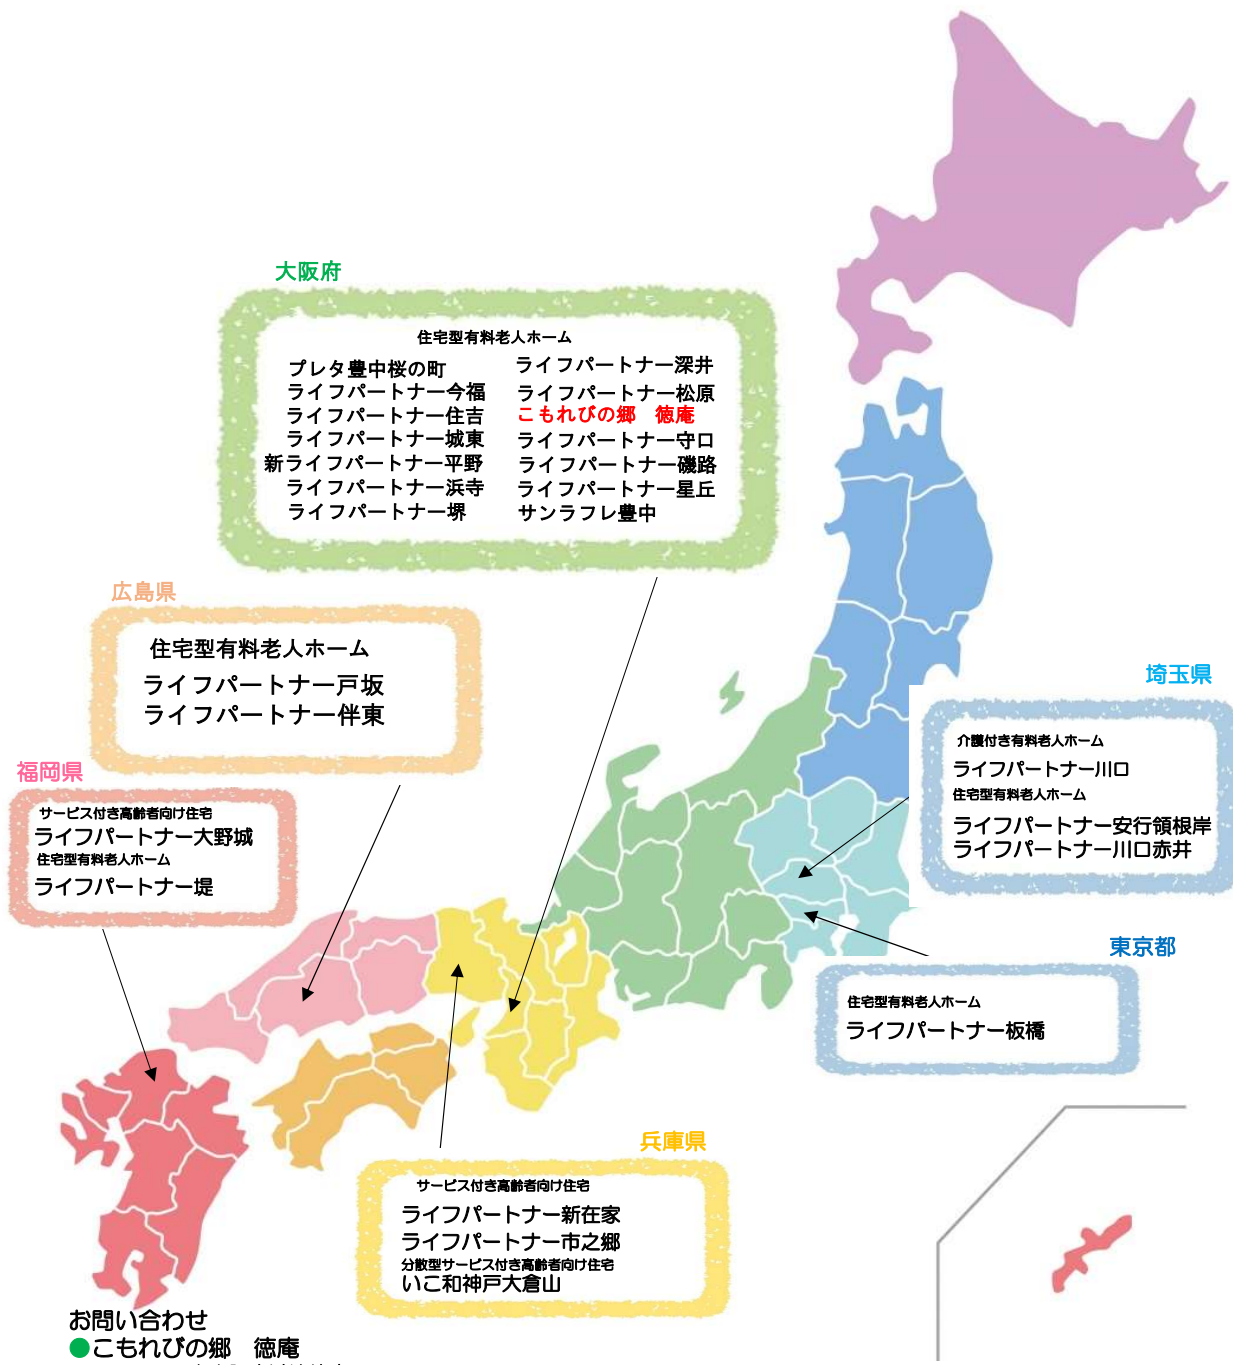 大阪府
住宅型有料老人ホーム
プレタ豊中桜の町
ライフパートナー今福
ライフパートナー住吉
ライフパートナー城東
新ライフパートナー平野
ライフパートナー浜寺
ライフパートナー堺
ライフパートナー深井
ライフパートナー松原
こもれびの郷　徳庵
ライフパートナー守口
ライフパートナー磯路
ライフパートナー星丘
サンラフレ豊中
広島県
住宅型有料老人ホーム
ライフパートナー戸坂
ライフパートナー伴東
福岡県
サービス付き高齢者向け住宅
ライフパートナー大野城
住宅型有料老人ホーム
ライフパートナー堤
埼玉県
介護付き有料老人ホーム
ライフパートナー川口
住宅型有料老人ホーム
ライフパートナー安行領根岸
ライフパートナー川口赤井
東京都
住宅型有料老人ホーム
ライフパートナー板橋
兵庫県
サービス付き高齢者向け住宅
ライフパートナー新在家
ライフパートナー市之郷
分散型サービス付き高齢者向け住宅
いこ和神戸大倉山
お問い合わせ
●こもれびの郷　徳庵